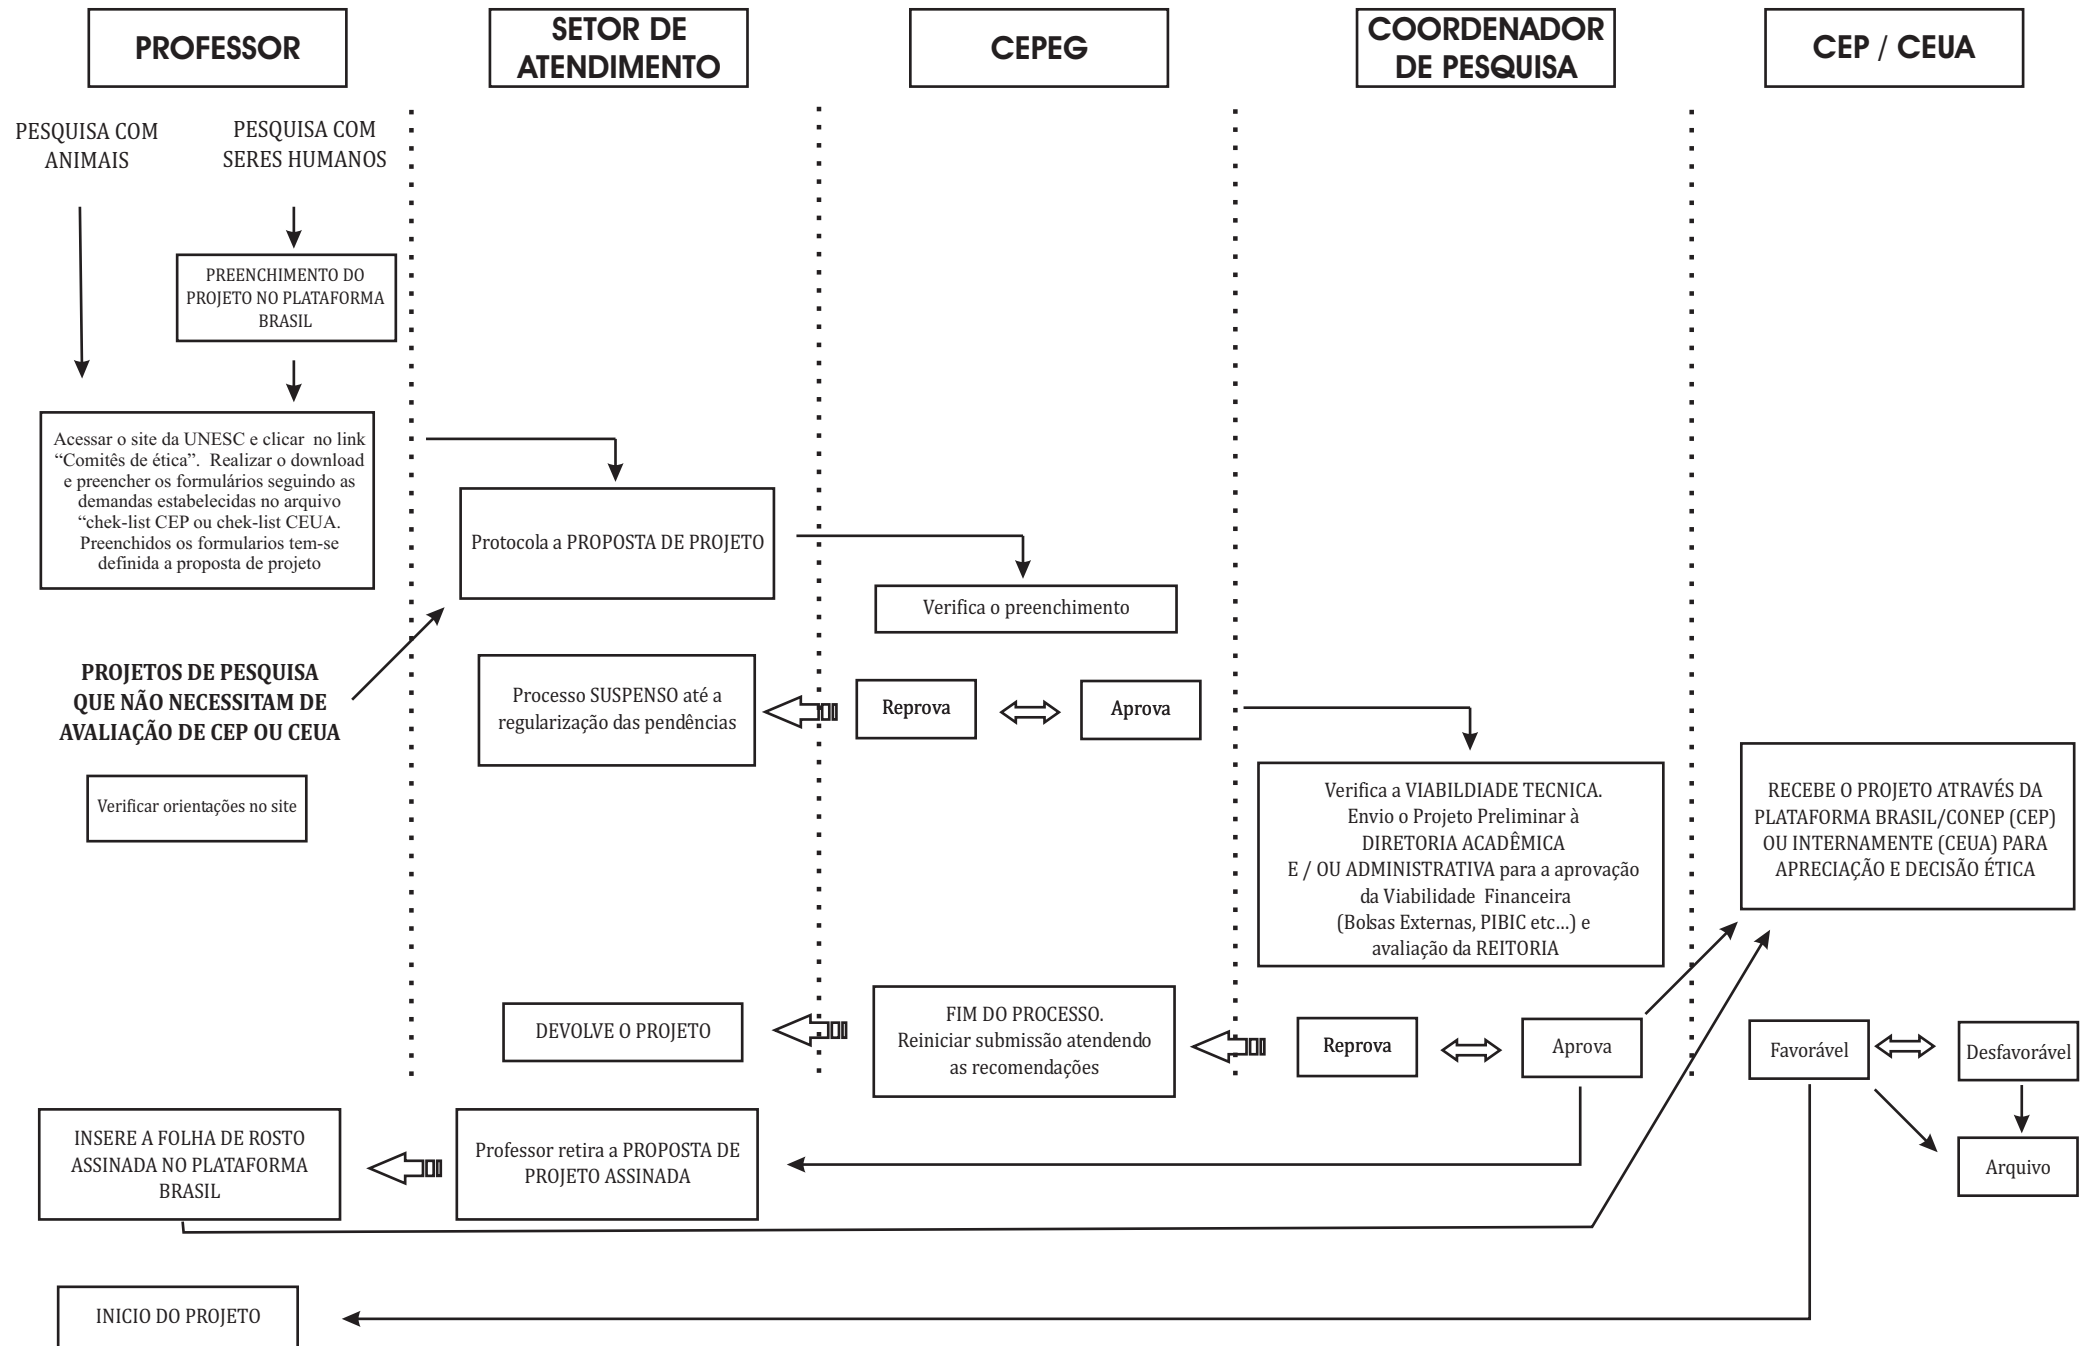 PROFESSOR
SETOR DE
ATENDIMENTO
CEPEG
COORDENADOR
DE PESQUISA
CEP / CEUA
PESQUISA COM
ANIMAIS
PESQUISA COM
SERES HUMANOS
PREENCHIMENTO DO
PROJETO NO PLATAFORMA
BRASIL
Acessar o site da UNESC e clicar no link
“Comitês de ética”. Realizar o download
e preencher os formulários seguindo as
demandas estabelecidas no arquivo
“chek-list CEP ou chek-list CEUA.
Preenchidos os formularios tem-se
definida a proposta de projeto
Protocola a PROPOSTA DE PROJETO
Verifica o preenchimento
PROJETOS DE PESQUISA
QUE NÃO NECESSITAM DE
AVALIAÇÃO DE CEP OU CEUA
Verificar orientações no site
Processo SUSPENSO até a
regularização das pendências
Reprova
Aprova
Verifica a VIABILDIADE TECNICA.
Envio o Projeto Preliminar à
DIRETORIA ACADÊMICA
E / OU ADMINISTRATIVA para a aprovação
da Viabilidade Financeira
(Bolsas Externas, PIBIC etc...) e
avaliação da REITORIA
RECEBE O PROJETO ATRAVÉS DA
PLATAFORMA BRASIL/CONEP (CEP)
OU INTERNAMENTE (CEUA) PARA
APRECIAÇÃO E DECISÃO ÉTICA
DEVOLVE O PROJETO
FIM DO PROCESSO.
Reiniciar submissão atendendo
as recomendações
Reprova
Aprova
Favorável
Desfavorável
Arquivo
INSERE A FOLHA DE ROSTO
ASSINADA NO PLATAFORMA
BRASIL
Professor retira a PROPOSTA DE
PROJETO ASSINADA
INICIO DO PROJETO